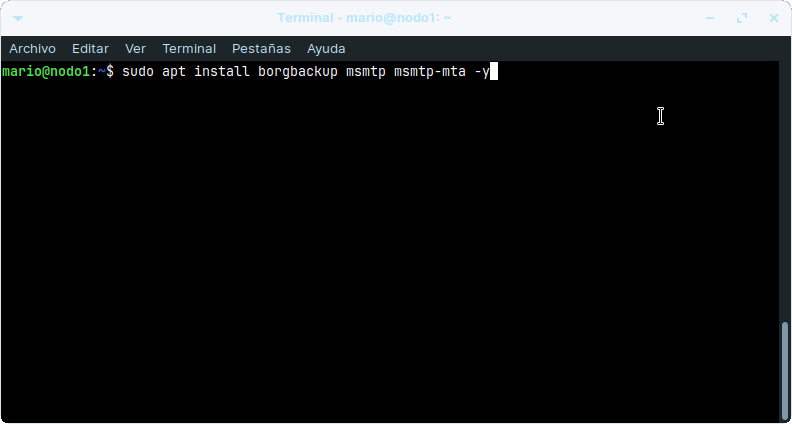 Terminal - mario@nodo1: ~
Archivo Editar Ver Terminal Pestañas Ayuda
mario@nodo1:~$ sudo apt install borgbackup msmtp msmtp-mta -y